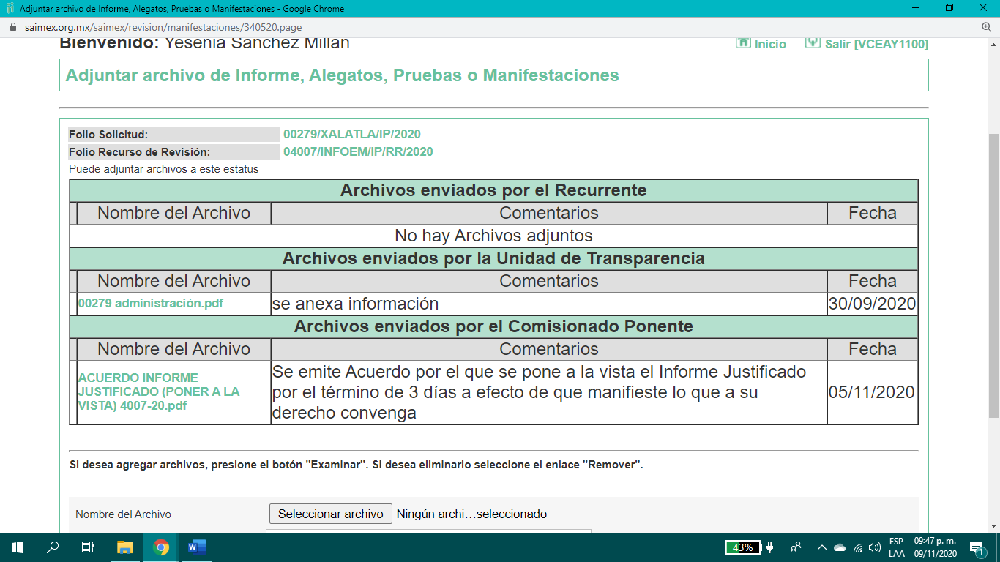 Adjuntar archivo de Informe, Alegatos, Pruebas o Manifestaciones - Google Chrome
saimex.org.mx/saimex/revision/manifestaciones/340520.page
Bienvenido: Yesenia Sanchez Millan
Inicio Salir [VCEAY1100]
Adjuntar archivo de Informe, Alegatos, Pruebas o Manifestaciones
Folio Solicitud: 00279/XALATLA/IP/2020
Folio Recurso de Revisión: 04007/INFOEM/IP/RR/2020
Puede adjuntar archivos a este estatus
Archivos enviados por el Recurrente
Nombre del Archivo Comentarios Fecha
No hay Archivos adjuntos
Archivos enviados por la Unidad de Transparencia
Nombre del Archivo Comentarios Fecha
00279 administración.pdf se anexa información 30/09/2020
Archivos enviados por el Comisionado Ponente
Nombre del Archivo Comentarios Fecha
ACUERDO INFORME
JUSTIFICADO (PONER A LA
VISTA) 4007-20.pdf
Se emite Acuerdo por el que se pone a la vista el Informe Justificado
por el término de 3 días a efecto de que manifieste lo que a su
derecho convenga
05/11/2020
Si desea agregar archivos, presione el botón "Examinar". Si desea eliminarlo seleccione el enlace "Remover".
Nombre del Archivo Seleccionar archivo Ningún archi…seleccionado
43% ESP 09:47 p. m.
LAA 09/11/2020 1